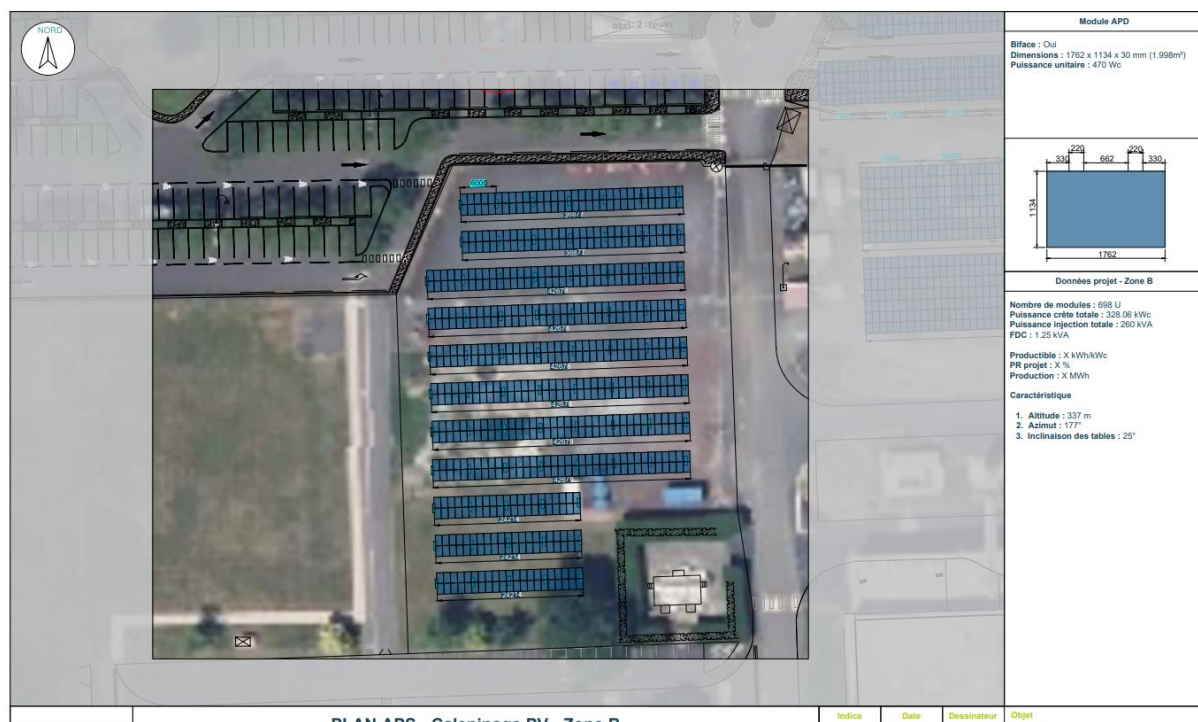 NORD
abri 2 roues
6000
36877
36877
42678
42678
42678
42678
42678
42678
24214
24214
24214
Module APD
Biface : Oui
Dimensions : 1762 x 1134 x 30 mm (1.998m²)
Puissance unitaire : 470 Wc
220
220
330
662
330
1134
1762
Données projet - Zone B
Nombre de modules : 698 U
Puissance crête totale : 328.06 kWc
Puissance injection totale : 260 kVA
FDC : 1.25 kVA
Productible : X kWh/kWc
PR projet : X %
Production : X MWh
Caractéristique
1. Altitude : 337 m
2. Azimut : 177°
3. Inclinaison des tables : 25°
PLAN APS - Calepinage PV - Zone B
Indice
Date
Dessinateur
Objet